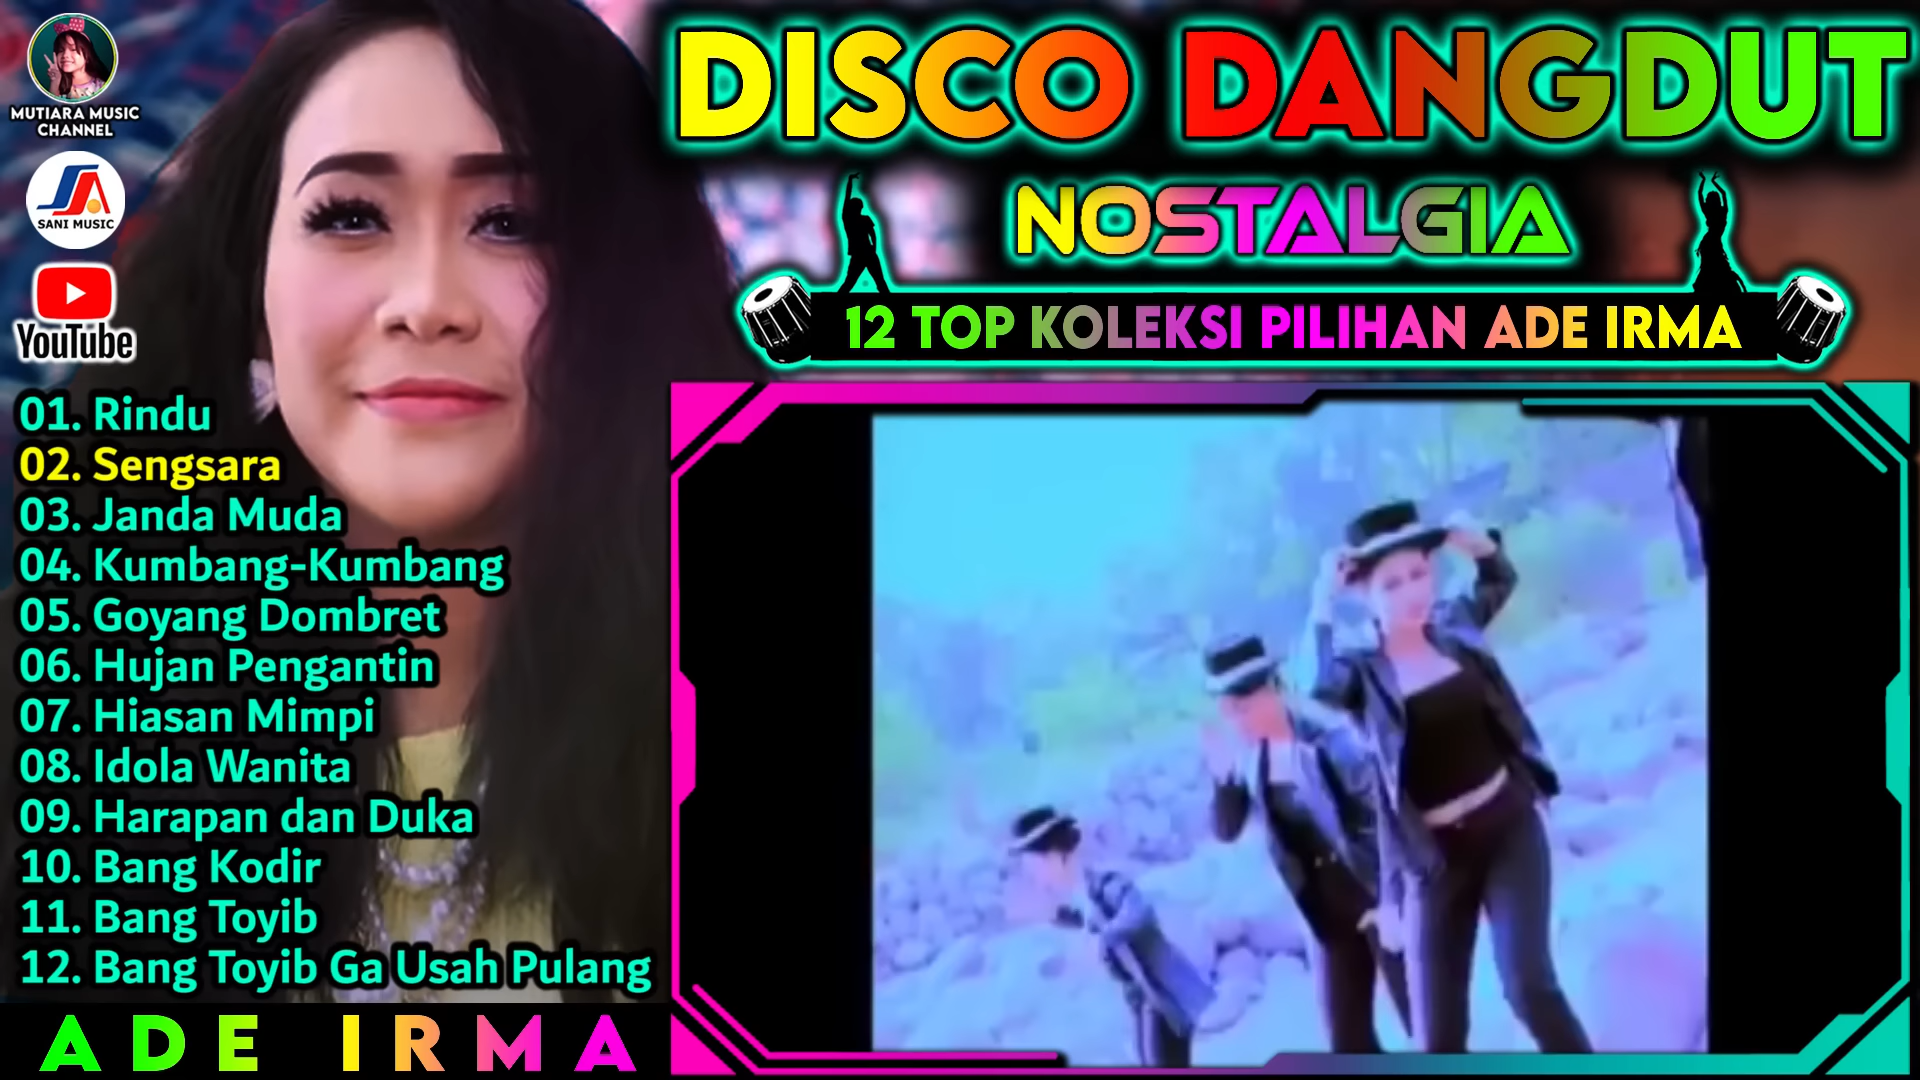 MUTIARA MUSIC
CHANNEL
SANI MUSIC
YouTube
DISCO DANGDUT
NOSTALGIA
12 TOP KOLEKSI PILIHAN ADE IRMA
01. Rindu
02. Sengsara
03. Janda Muda
04. Kumbang-Kumbang
05. Goyang Dombret
06. Hujan Pengantin
07. Hiasan Mimpi
08. Idola Wanita
09. Harapan dan Duka
10. Bang Kodir
11. Bang Toyib
12. Bang Toyib Ga Usah Pulang
ADE IRMA